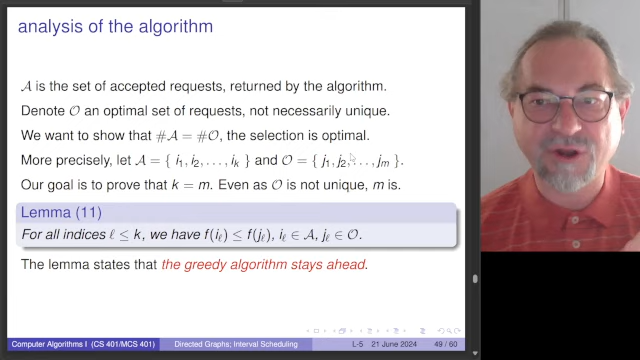 analysis of the algorithm
𝒜 is the set of accepted requests, returned by the algorithm.
Denote 𝒪 an optimal set of requests, not necessarily unique.
We want to show that #𝒜 = #𝒪, the selection is optimal.
More precisely, let 𝒜 = { i₁, i₂, . . . , iₖ } and 𝒪 = { j₁, j₂, . . . , jₘ }.
Our goal is to prove that k = m. Even as 𝒪 is not unique, m is.
Lemma (11)
For all indices ℓ ≤ k, we have f(i_ℓ) ≤ f(j_ℓ), i_ℓ ∈ 𝒜, j_ℓ ∈ 𝒪.
The lemma states that the greedy algorithm stays ahead.
Computer Algorithms I (CS 401/MCS 401) Directed Graphs; Interval Scheduling L-5 21 June 2024 49 / 60